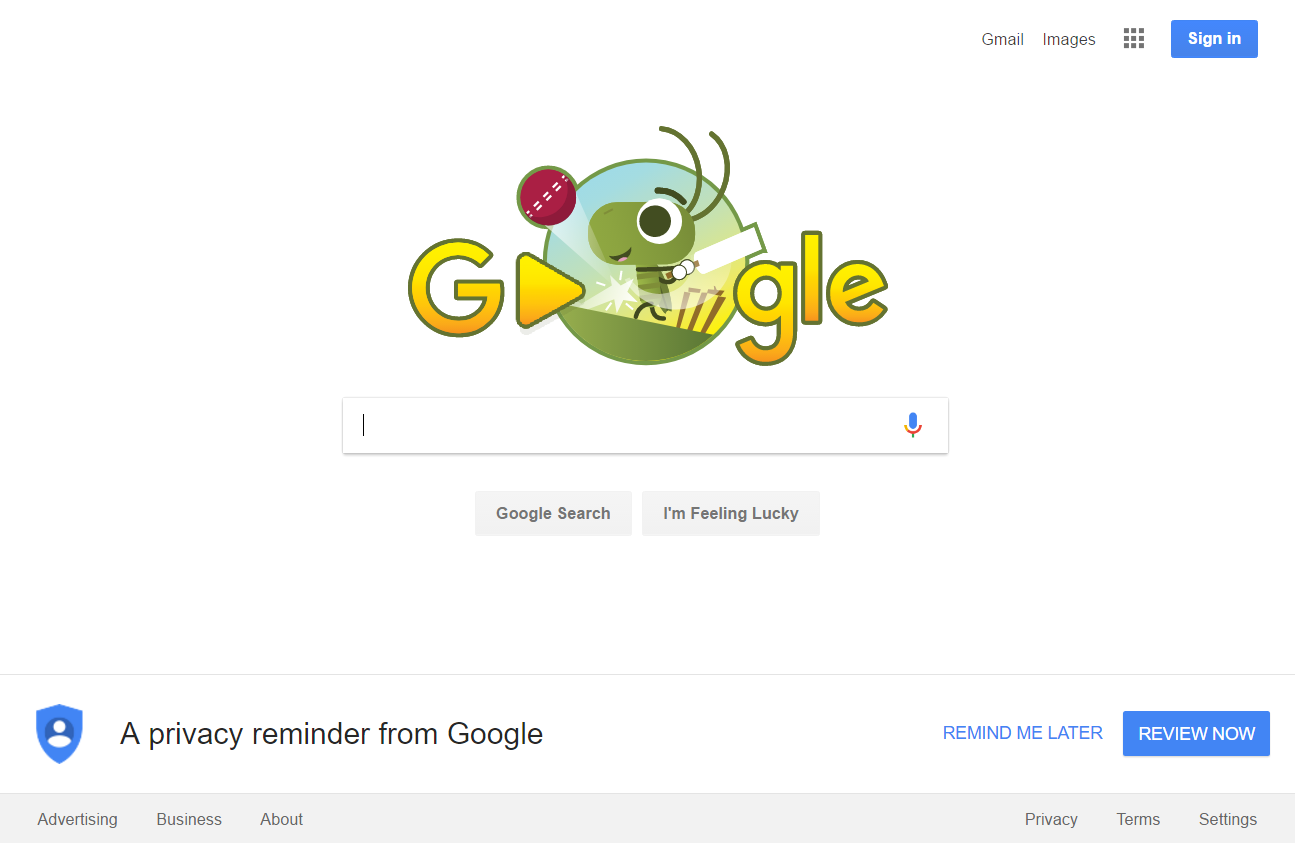 Gmail Images Sign in
Google
Google Search I'm Feeling Lucky
A privacy reminder from Google REMIND ME LATER REVIEW NOW
Advertising Business About Privacy Terms Settings